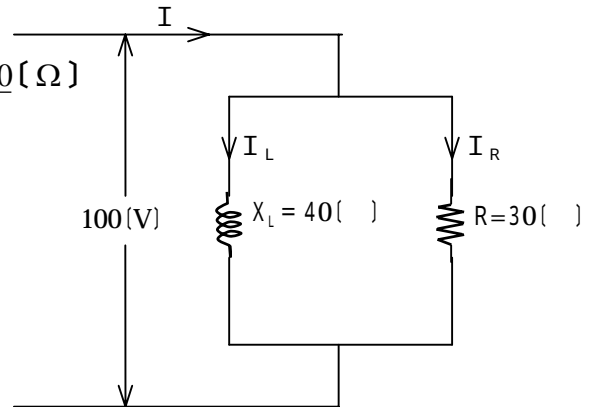 I
0〔Ω〕
I L
I R
100〔V〕
X L = 40〔 〕
R=30〔 〕